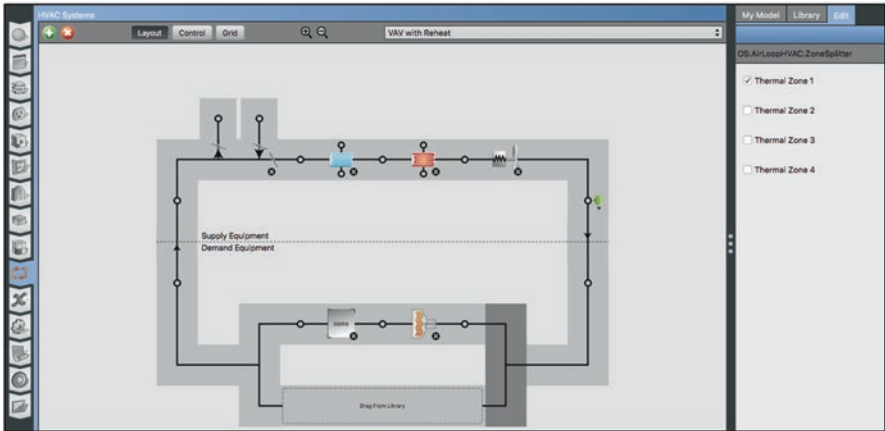 HVAC Systems
My Model
Library
Edit
Layout
Control
Grid
VAV with Reheat
OS:AirLoopHVAC:ZoneSplitter
Thermal Zone 1
Thermal Zone 2
Thermal Zone 3
Thermal Zone 4
Supply Equipment
Demand Equipment
ZONE
Drag From Library